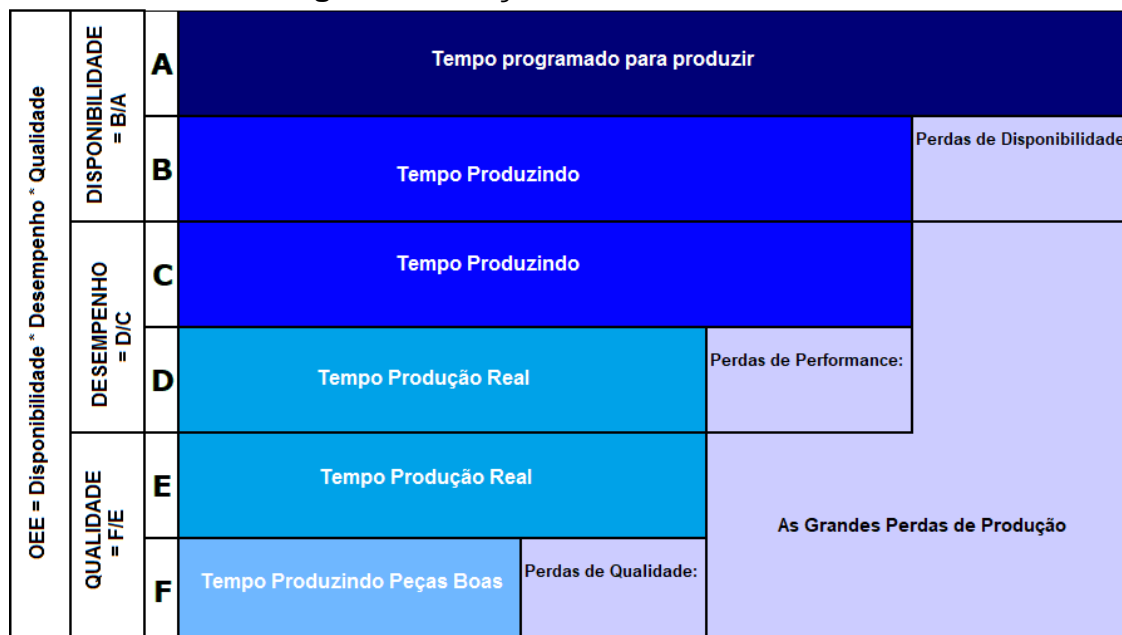 OEE = Disponibilidade * Desempenho * Qualidade
DISPONIBILIDADE
= B/A
A
Tempo programado para produzir
B
Tempo Produzindo
Perdas de Disponibilidade
DESEMPENHO
= D/C
C
Tempo Produzindo
D
Tempo Produção Real
Perdas de Performance:
QUALIDADE
= F/E
E
Tempo Produção Real
As Grandes Perdas de Produção
F
Tempo Produzindo Peças Boas
Perdas de Qualidade: